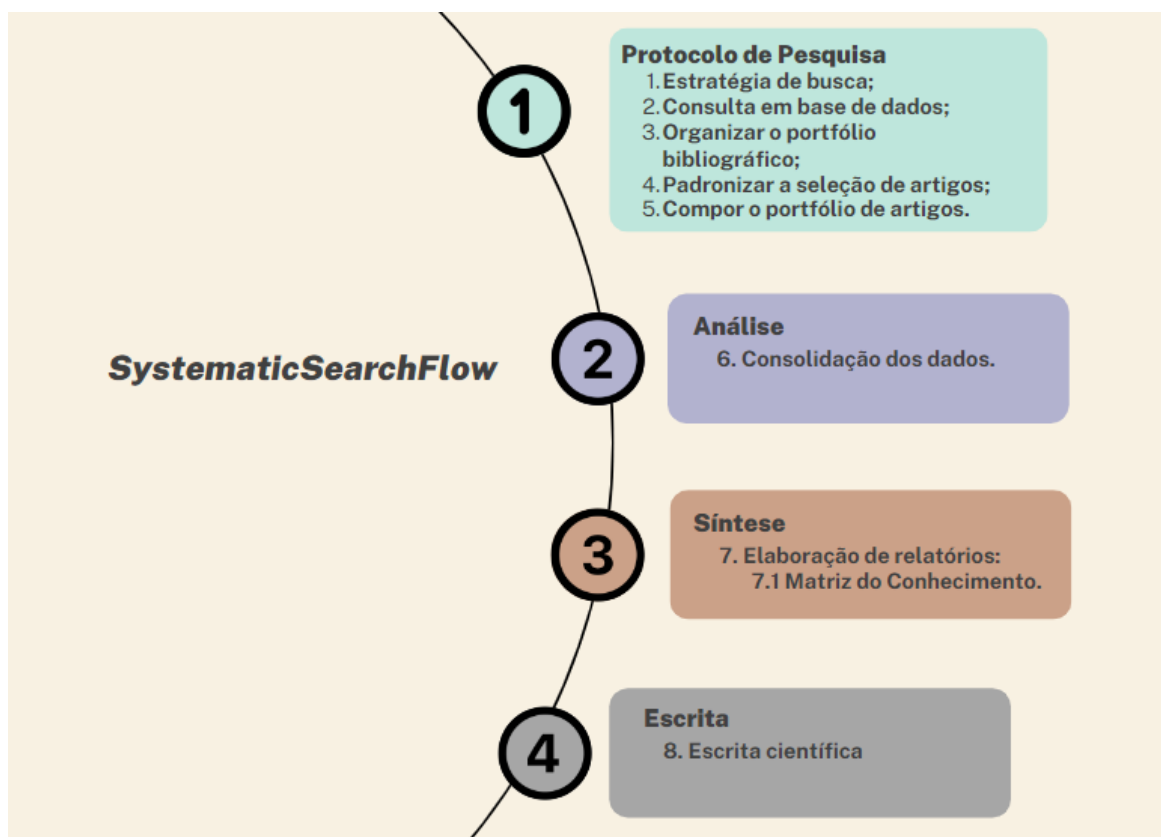 1
Protocolo de Pesquisa
1. Estratégia de busca;
2. Consulta em base de dados;
3. Organizar o portfólio
bibliográfico;
4. Padronizar a seleção de artigos;
5. Compor o portfólio de artigos.
SystematicSearchFlow
2
Análise
6. Consolidação dos dados.
3
Síntese
7. Elaboração de relatórios:
7.1 Matriz do Conhecimento.
4
Escrita
8. Escrita científica